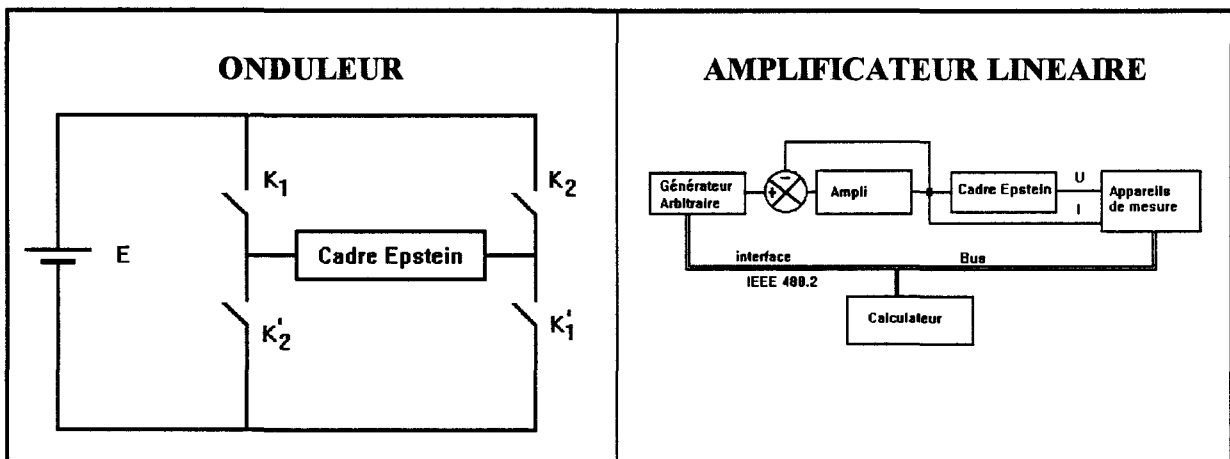 ONDULEUR
K1
K2
E
Cadre Epstein
K'2
K'1
AMPLIFICATEUR LINEAIRE
Générateur
Arbitraire
+
−
Ampli
Cadre Epstein
U
I
Appareils
de mesure
interface
Bus
IEEE 488.2
Calculateur